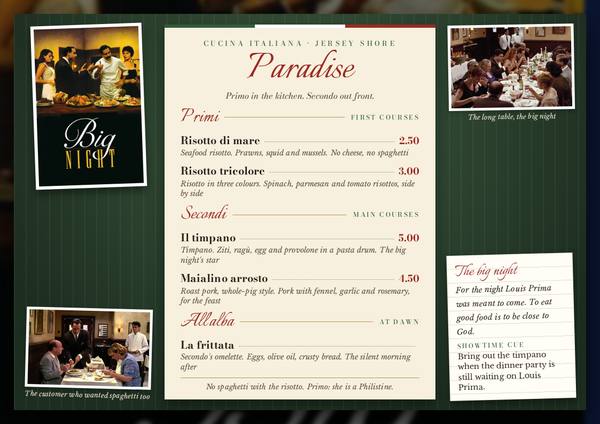 Big
NIGHT
CUCINA ITALIANA · JERSEY SHORE
Paradise
Primo in the kitchen. Secondo out front.
Primi FIRST COURSES
Risotto di mare 2.50
Seafood risotto. Prawns, squid and mussels. No cheese, no spaghetti
Risotto tricolore 3.00
Risotto in three colours. Spinach, parmesan and tomato risottos, side
by side
Secondi MAIN COURSES
Il timpano 5.00
Timpano. Ziti, ragù, egg and provolone in a pasta drum. The big
night's star
Maialino arrosto 4.50
Roast pork, whole-pig style. Pork with fennel, garlic and rosemary,
for the feast
All'alba AT DAWN
La frittata
Secondo's omelette. Eggs, olive oil, crusty bread. The silent morning
after
No spaghetti with the risotto. Primo: she is a Philistine.
The long table, the big night
The big night
For the night Louis Prima
was meant to come. To eat
good food is to be close to
God.
SHOWTIME CUE
Bring out the timpano
when the dinner party is
still waiting on Louis
Prima.
The customer who wanted spaghetti too